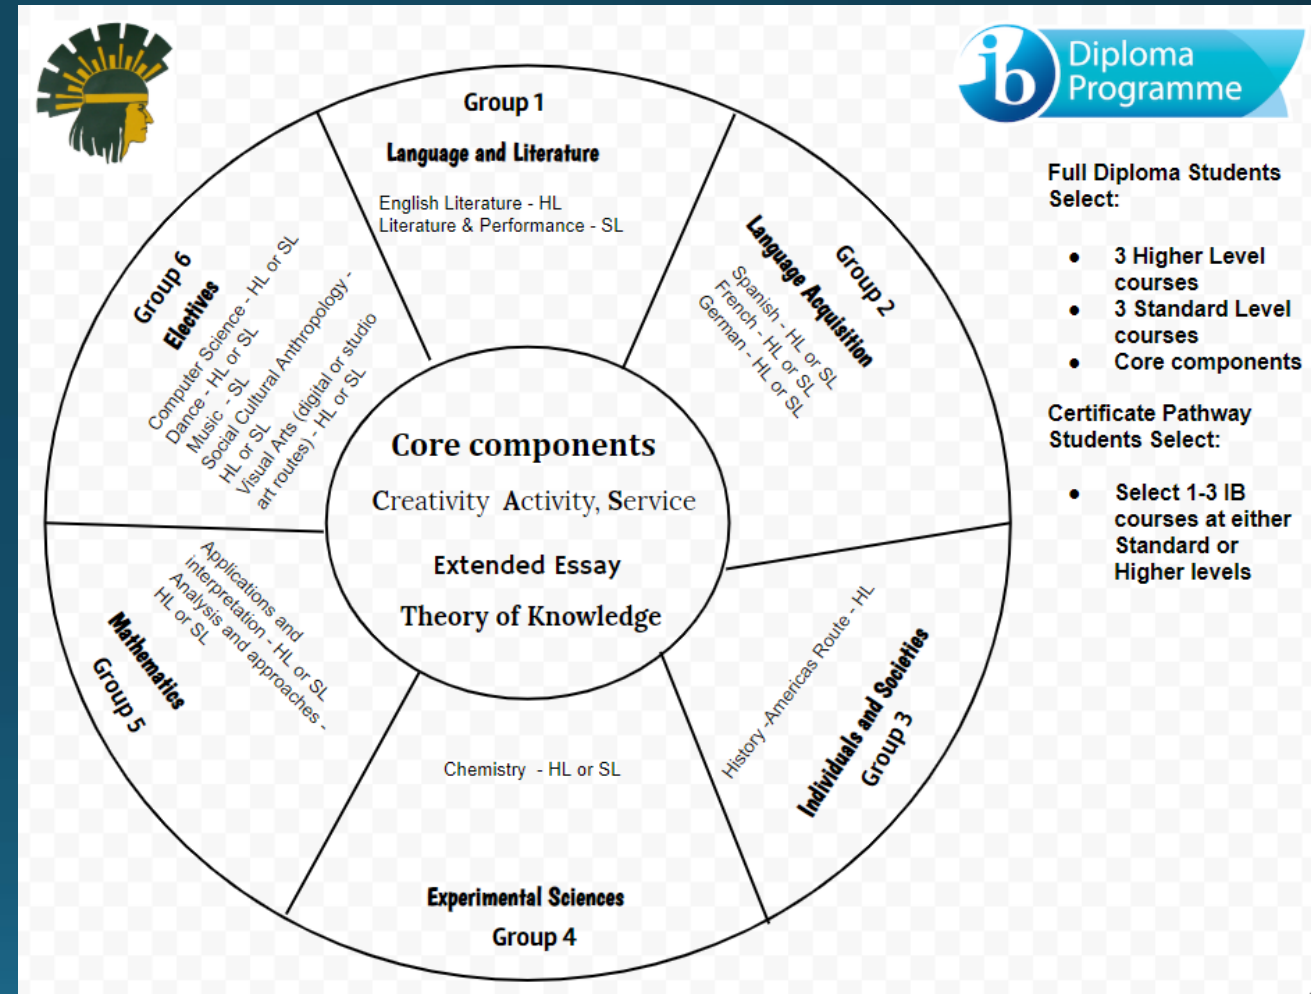 ib
Diploma
Programme
Group 1
Language and Literature
English Literature - HL
Literature & Performance - SL
Group 2
Language Acquisition
Spanish - HL or SL
French - HL or SL
German - HL or SL
Individuals and Societies
Group 3
History -Americas Route - HL
Chemistry - HL or SL
Experimental Sciences
Group 4
Mathematics
Group 5
Applications and
interpretation - HL or SL
Analysis and approaches -
HL or SL
Group 6
Electives
Computer Science - HL or SL
Dance - HL or SL
Music - SL
Social Cultural Anthropology -
HL or SL
Visual Arts (digital or studio
art routes) - HL or SL
Core components
Creativity Activity, Service
Extended Essay
Theory of Knowledge
Full Diploma Students
Select:
● 3 Higher Level
courses
● 3 Standard Level
courses
● Core components
Certificate Pathway
Students Select:
● Select 1-3 IB
courses at either
Standard or
Higher levels